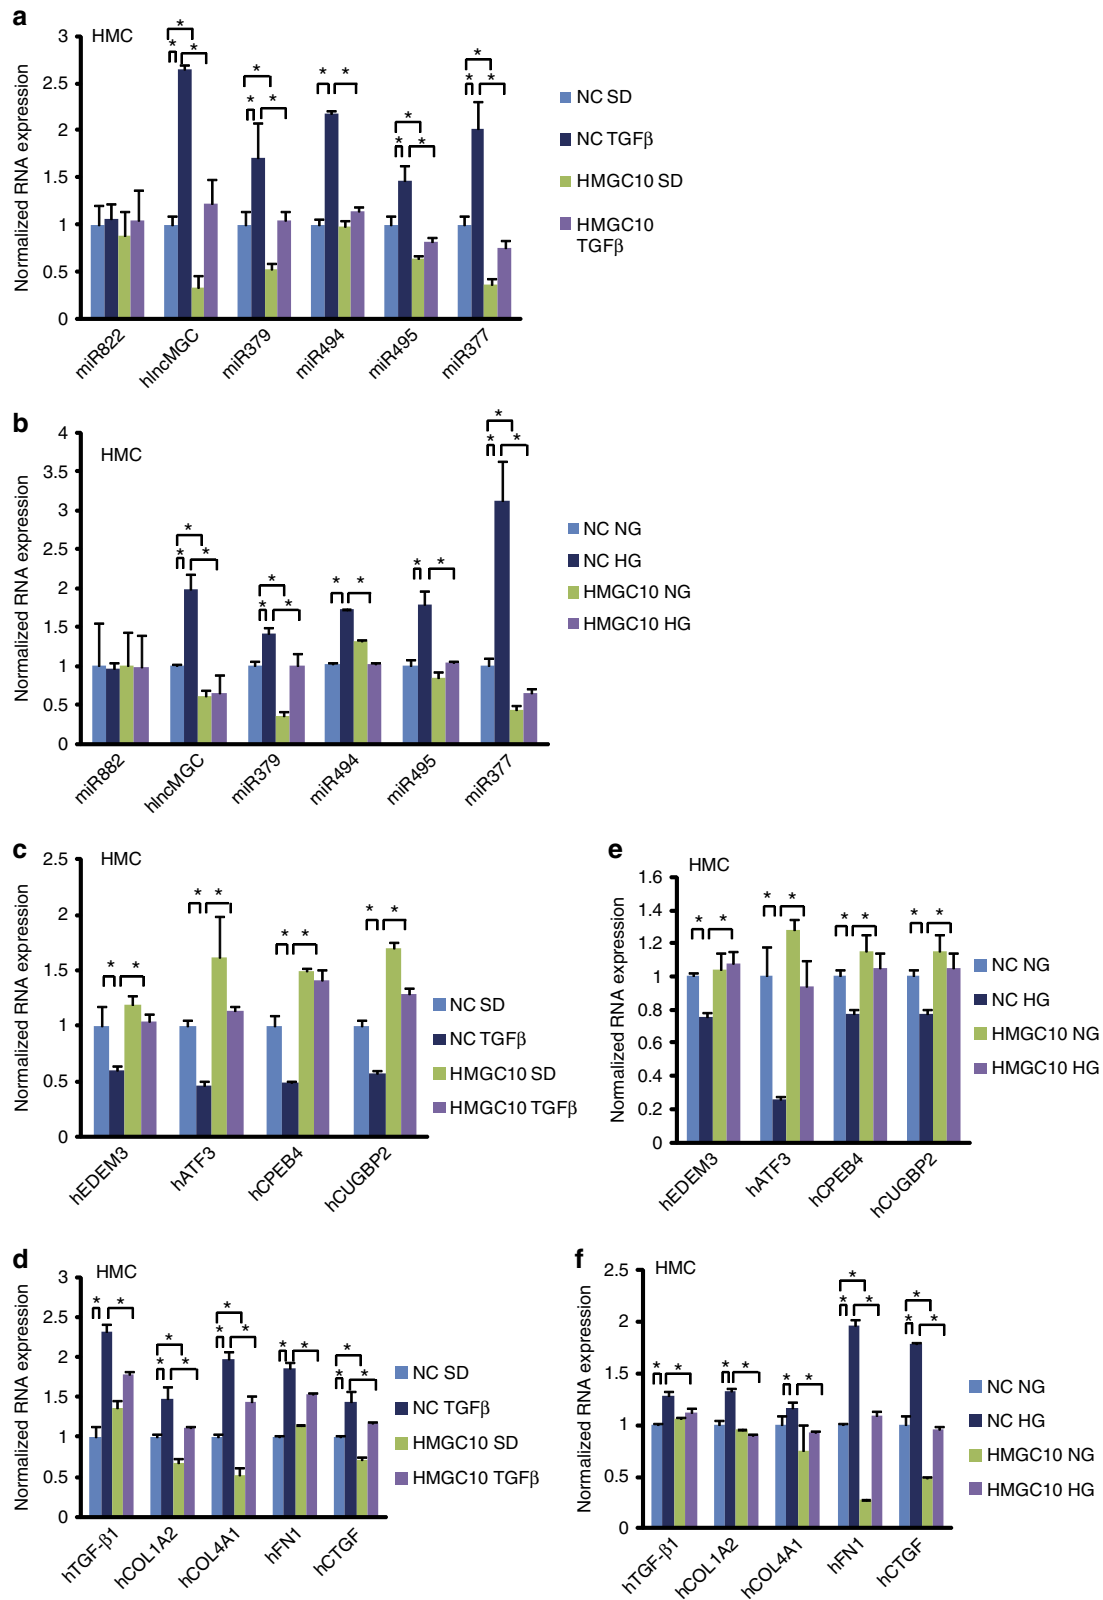 a
HMC
Normalized RNA expression
3
2.5
2
1.5
1
0.5
0
* * *
* * *
* *
* * *
* * *
miR822
hlncMGC
miR379
miR494
miR495
miR377
NC SD
NC TGFβ
HMGC10 SD
HMGC10
TGFβ
b
HMC
Normalized RNA expression
4
3.5
3
2.5
2
1.5
1
0.5
0
* * *
* * *
* *
* *
* * *
miR882
hlncMGC
miR379
miR494
miR495
miR377
NC NG
NC HG
HMGC10 NG
HMGC10 HG
c
HMC
Normalized RNA expression
2.5
2
1.5
1
0.5
0
* *
* *
* *
* *
hEDEM3
hATF3
hCPEB4
hCUGBP2
NC SD
NC TGFβ
HMGC10 SD
HMGC10 TGFβ
e
HMC
Normalized RNA expression
1.6
1.4
1.2
1
0.8
0.6
0.4
0.2
0
* *
* *
* *
* *
hEDEM3
hATF3
hCPEB4
hCUGBP2
NC NG
NC HG
HMGC10 NG
HMGC10 HG
d
HMC
Normalized RNA expression
3
2.5
2
1.5
1
0.5
0
* *
* * *
* * *
* *
* * *
hTGF-β1
hCOL1A2
hCOL4A1
hFN1
hCTGF
NC SD
NC TGFβ
HMGC10 SD
HMGC10 TGFβ
f
HMC
Normalized RNA expression
2.5
2
1.5
1
0.5
0
* *
* *
* *
* * *
* * *
hTGF-β1
hCOL1A2
hCOL4A1
hFN1
hCTGF
NC NG
NC HG
HMGC10 NG
HMGC10 HG